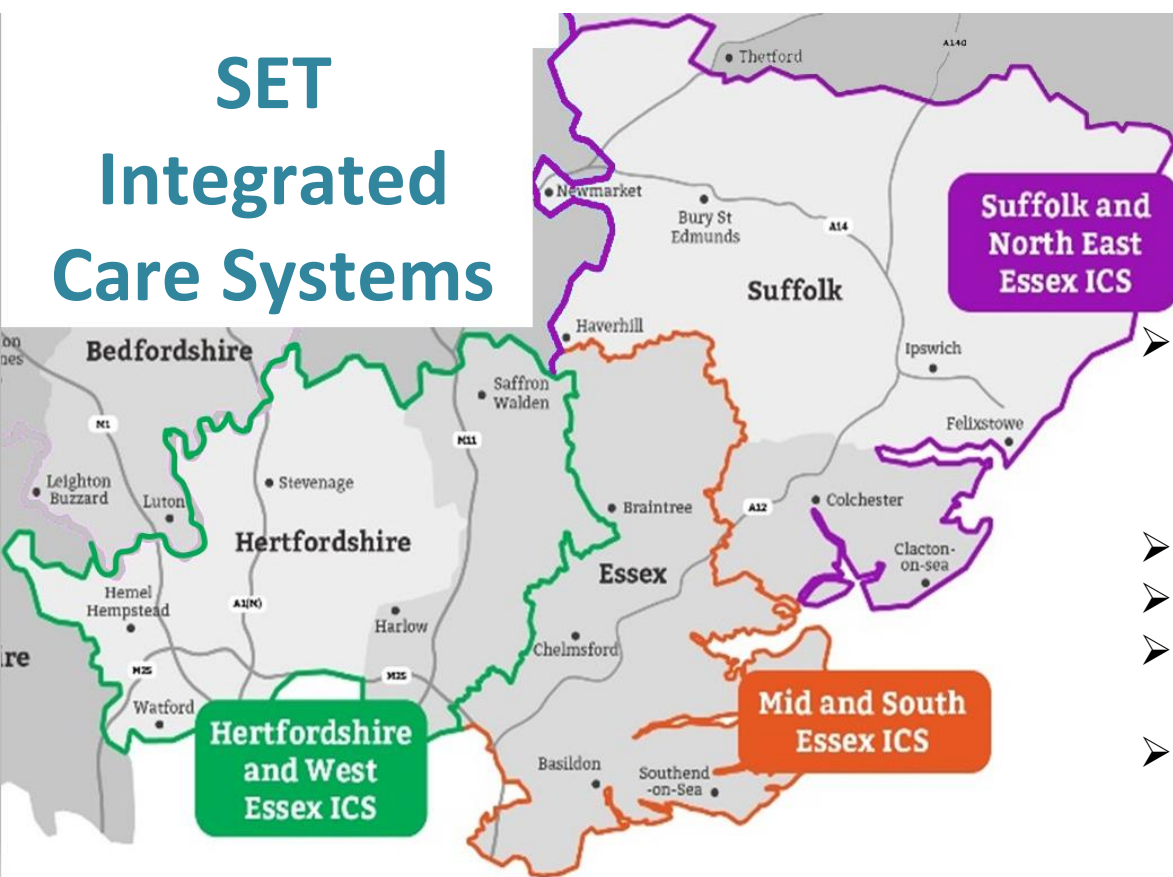 SET
Integrated
Care Systems
A140
Thetford
Newmarket
Bury St
Edmunds
A14
Suffolk and
North East
Essex ICS
Suffolk
Haverhill
on
nes
Bedfordshire
Ipswich
Saffron
Walden
M1
M11
Felixstowe
Leighton
Buzzard
Luton
Stevenage
Braintree
A12
Colchester
Hertfordshire
Essex
Clacton-
on-sea
Hemel
Hempstead
A1(M)
Harlow
ire
Chelmsford
M25
M25
Watford
Hertfordshire
and West
Essex ICS
Mid and South
Essex ICS
Basildon
Southend
-on-Sea